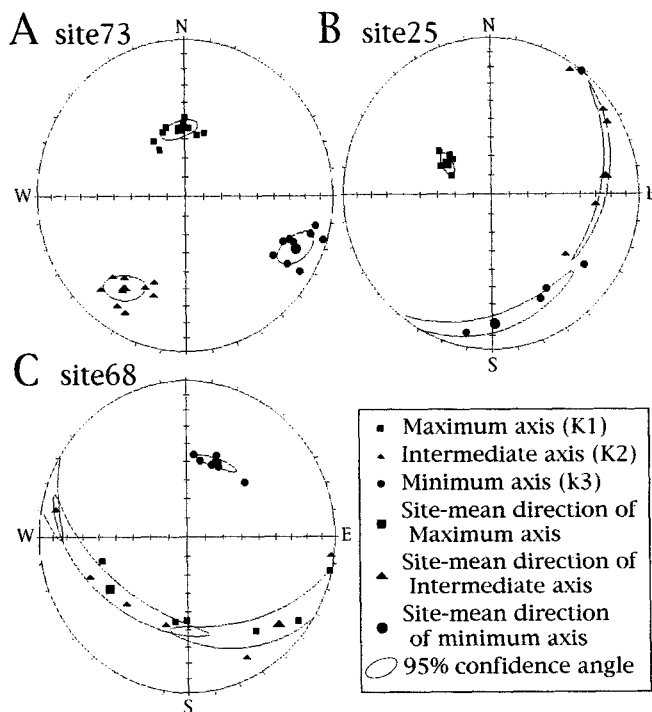 A site73
B site25
N
N
W
W
S
C site68
N
W
E
S
Maximum axis (K1)
Intermediate axis (K2)
Minimum axis (k3)
Site-mean direction of
Maximum axis
Site-mean direction of
Intermediate axis
Site-mean direction
of minimum axis
95% confidence angle